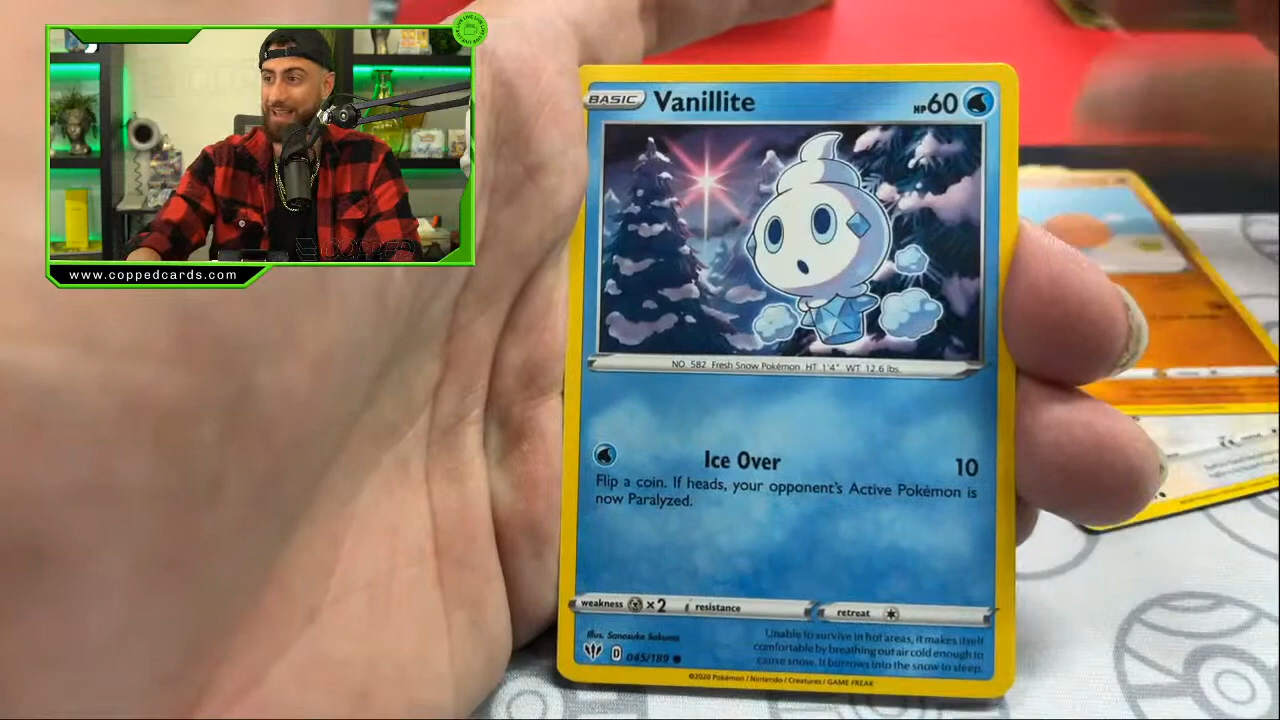 www.coppedcards.com
COPPED
BASIC Vanillite HP 60
NO. 582 Fresh Snow Pokémon HT 1'4" WT 12.6 lbs.
Ice Over 10
Flip a coin. If heads, your opponent's Active Pokémon is
now Paralyzed.
weakness ×2 resistance retreat
Illus. Sanosuke Sakuma
D 045/189
Unable to survive in hot areas, it makes itself
comfortable by breathing out air cold enough to
cause snow. It burrows into the snow to sleep.
©2020 Pokémon / Nintendo / Creatures / GAME FREAK